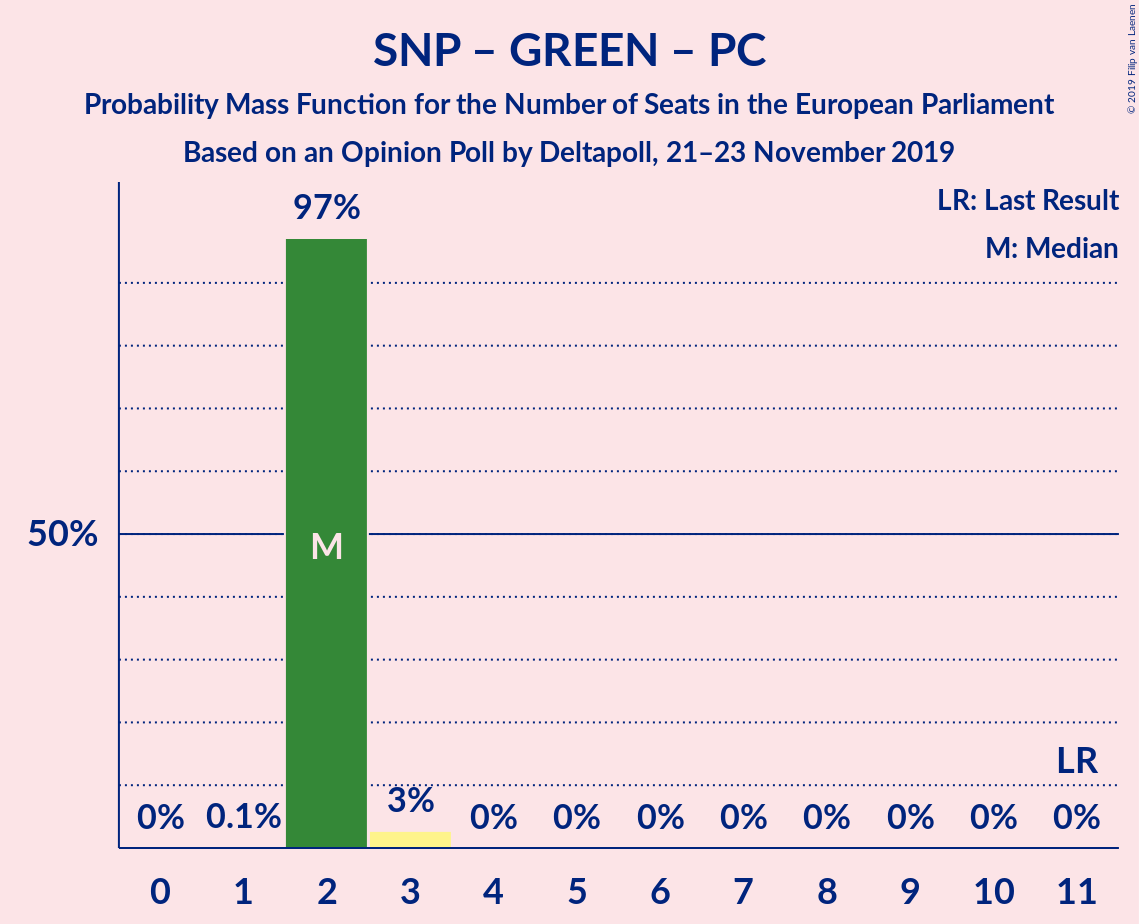 SNP – GREEN – PC
Probability Mass Function for the Number of Seats in the European Parliament
Based on an Opinion Poll by Deltapoll, 21–23 November 2019
© 2019 Filip van Laenen
LR: Last Result
M: Median
97%
50%
M
LR
0% 0.1% 3% 0% 0% 0% 0% 0% 0% 0% 0%
0 1 2 3 4 5 6 7 8 9 10 11